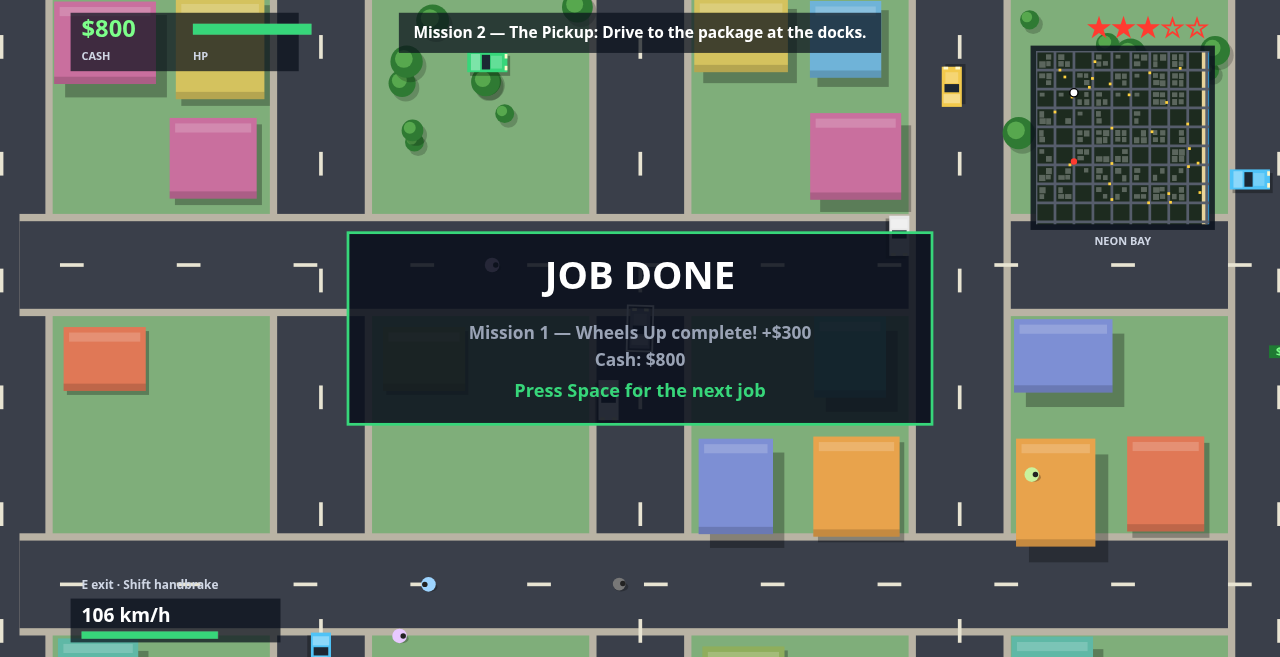 $800
CASH
HP
Mission 2 — The Pickup: Drive to the package at the docks.
NEON BAY
JOB DONE
Mission 1 — Wheels Up complete! +$300
Cash: $800
Press Space for the next job
E exit · Shift handbrake
106 km/h